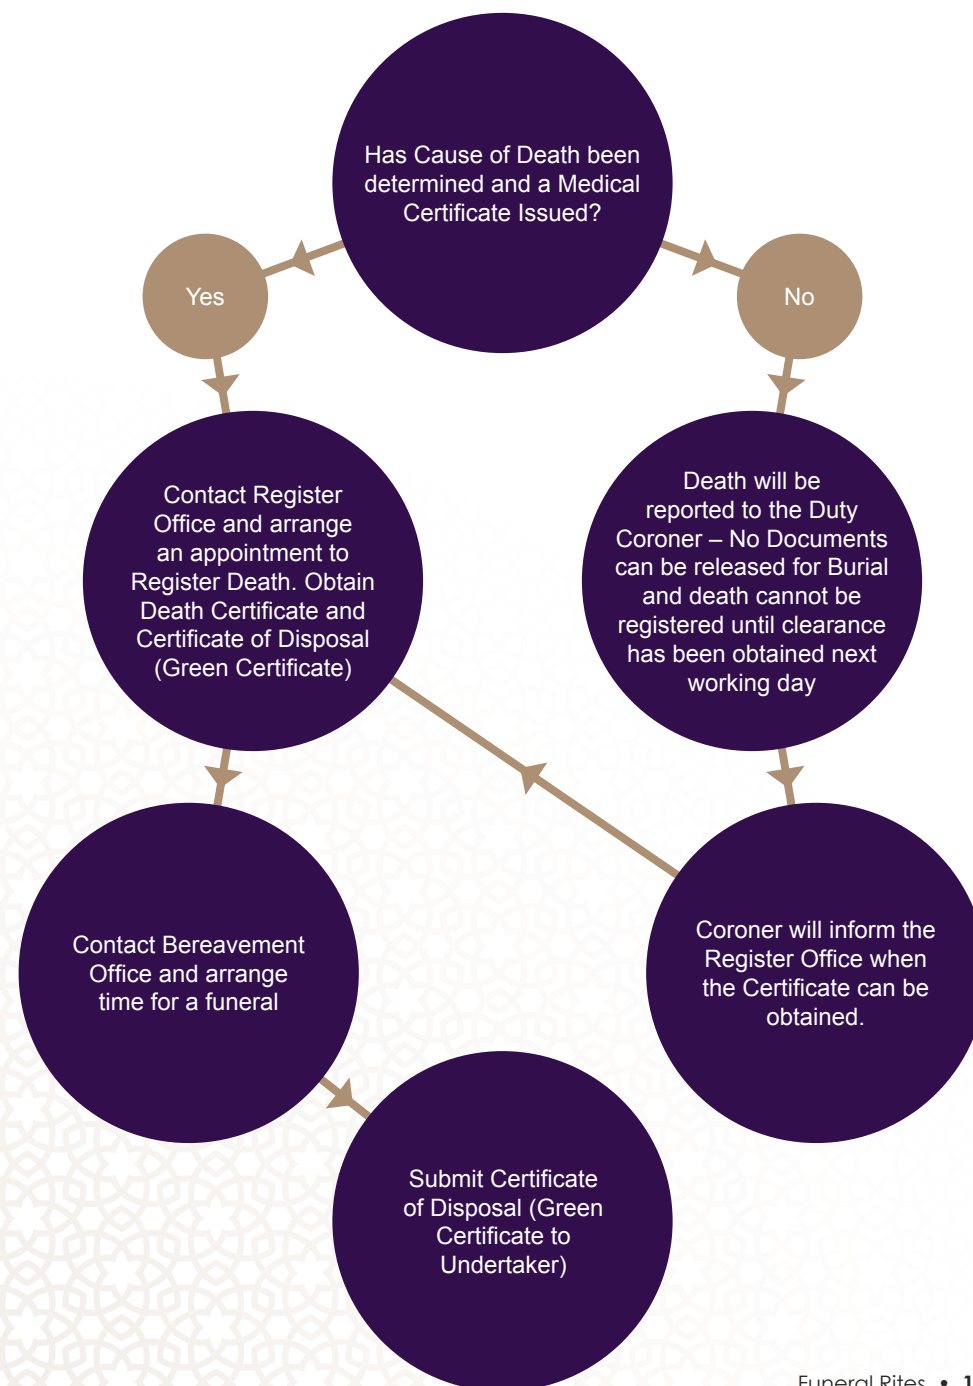 Has Cause of Death been
determined and a Medical
Certificate Issued?
Yes
No
Contact Register
Office and arrange
an appointment to
Register Death. Obtain
Death Certificate and
Certificate of Disposal
(Green Certificate)
Death will be
reported to the Duty
Coroner – No Documents
can be released for Burial
and death cannot be
registered until clearance
has been obtained next
working day
Contact Bereavement
Office and arrange
time for a funeral
Coroner will inform the
Register Office when
the Certificate can be
obtained.
Submit Certificate
of Disposal (Green
Certificate to
Undertaker)
Funeral Rites • 1